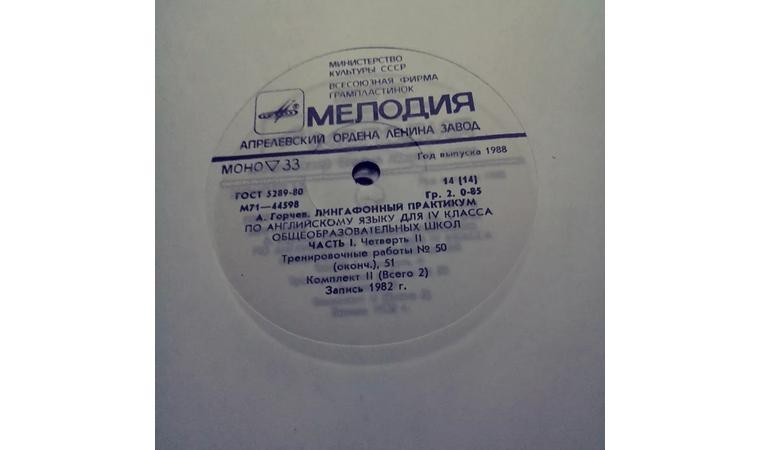 МИНИСТЕРСТВО
КУЛЬТУРЫ СССР
ВСЕСОЮЗНАЯ ФИРМА
ГРАМПЛАСТИНОК
МЕЛОДИЯ
АПРЕЛЕВСКИЙ ОРДЕНА ЛЕНИНА ЗАВОД
МОНО ▽ 33
Год выпуска 1988
ГОСТ 5289-80
14 (14)
М71—44598
Гр. 2. 0-85
А. Горчев. ЛИНГАФОННЫЙ ПРАКТИКУМ
ПО АНГЛИЙСКОМУ ЯЗЫКУ ДЛЯ IV КЛАССА
ОБЩЕОБРАЗОВАТЕЛЬНЫХ ШКОЛ
ЧАСТЬ I. Четверть II
Тренировочные работы № 50
(оконч.), 51
Комплект II (Всего 2)
Запись 1982 г.